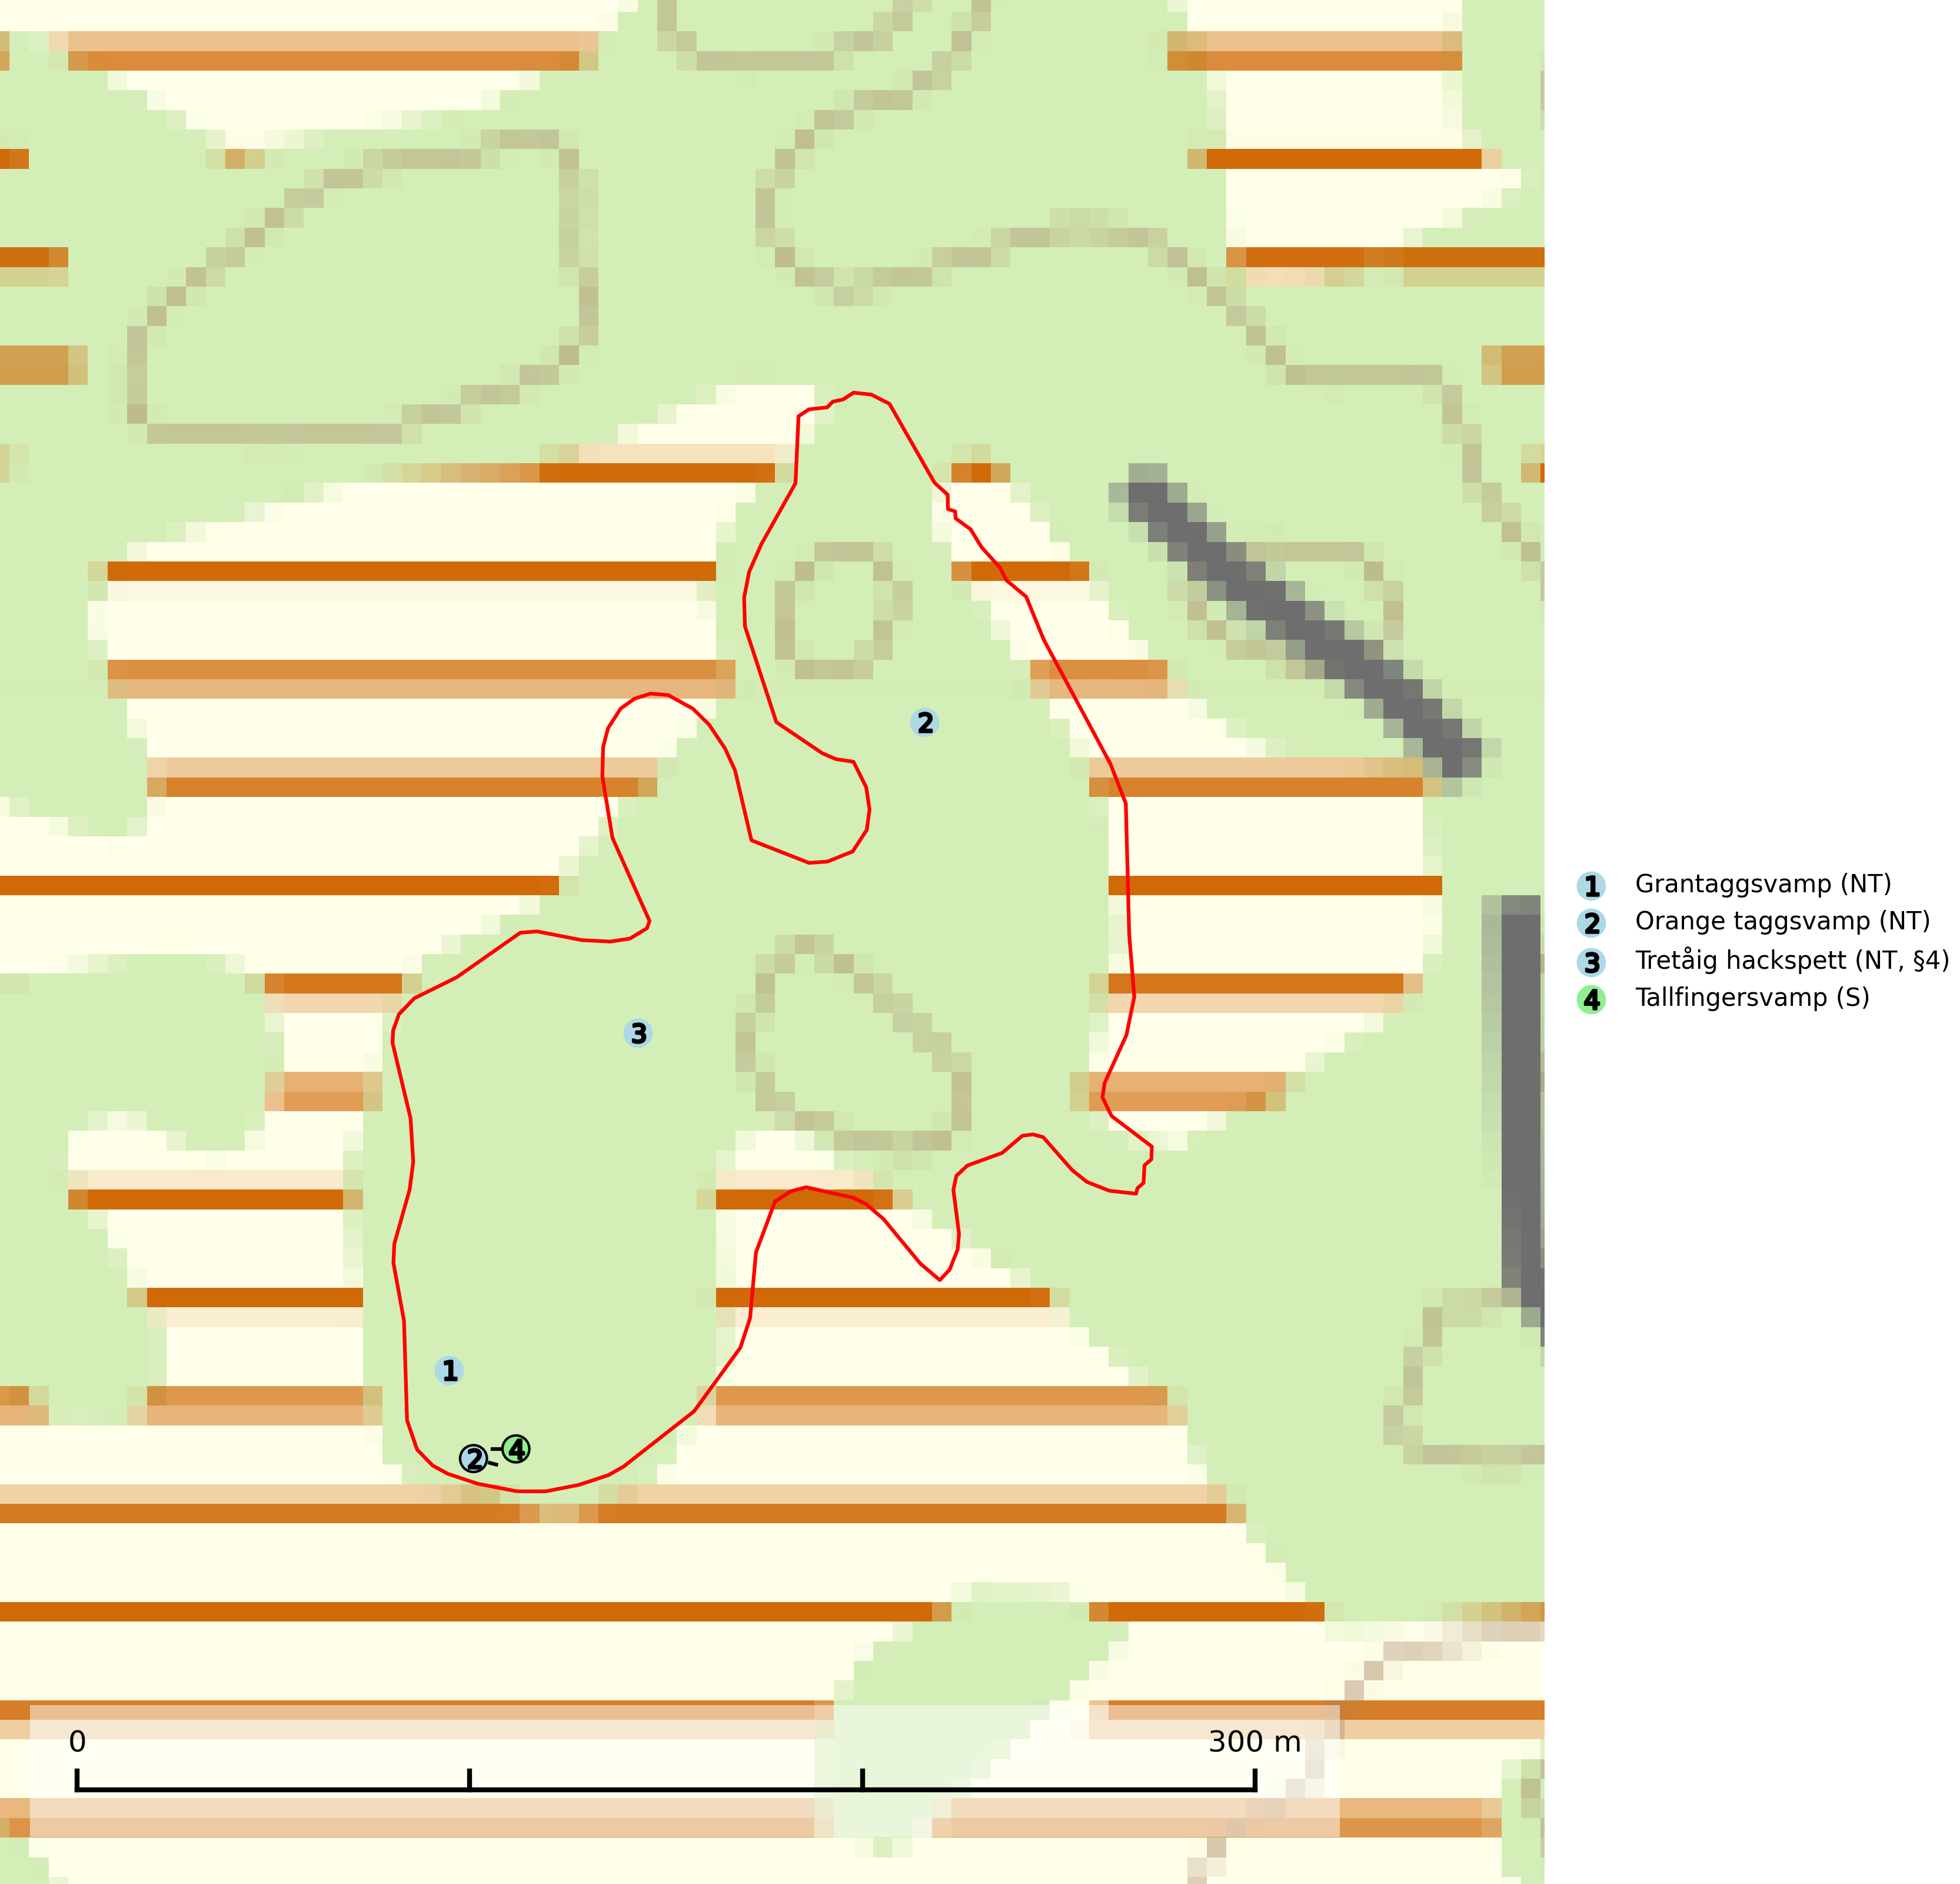 2
3
1
2 4
0 300 m
1 Grantaggsvamp (NT)
2 Orange taggsvamp (NT)
3 Tretåig hackspett (NT, §4)
4 Tallfingersvamp (S)